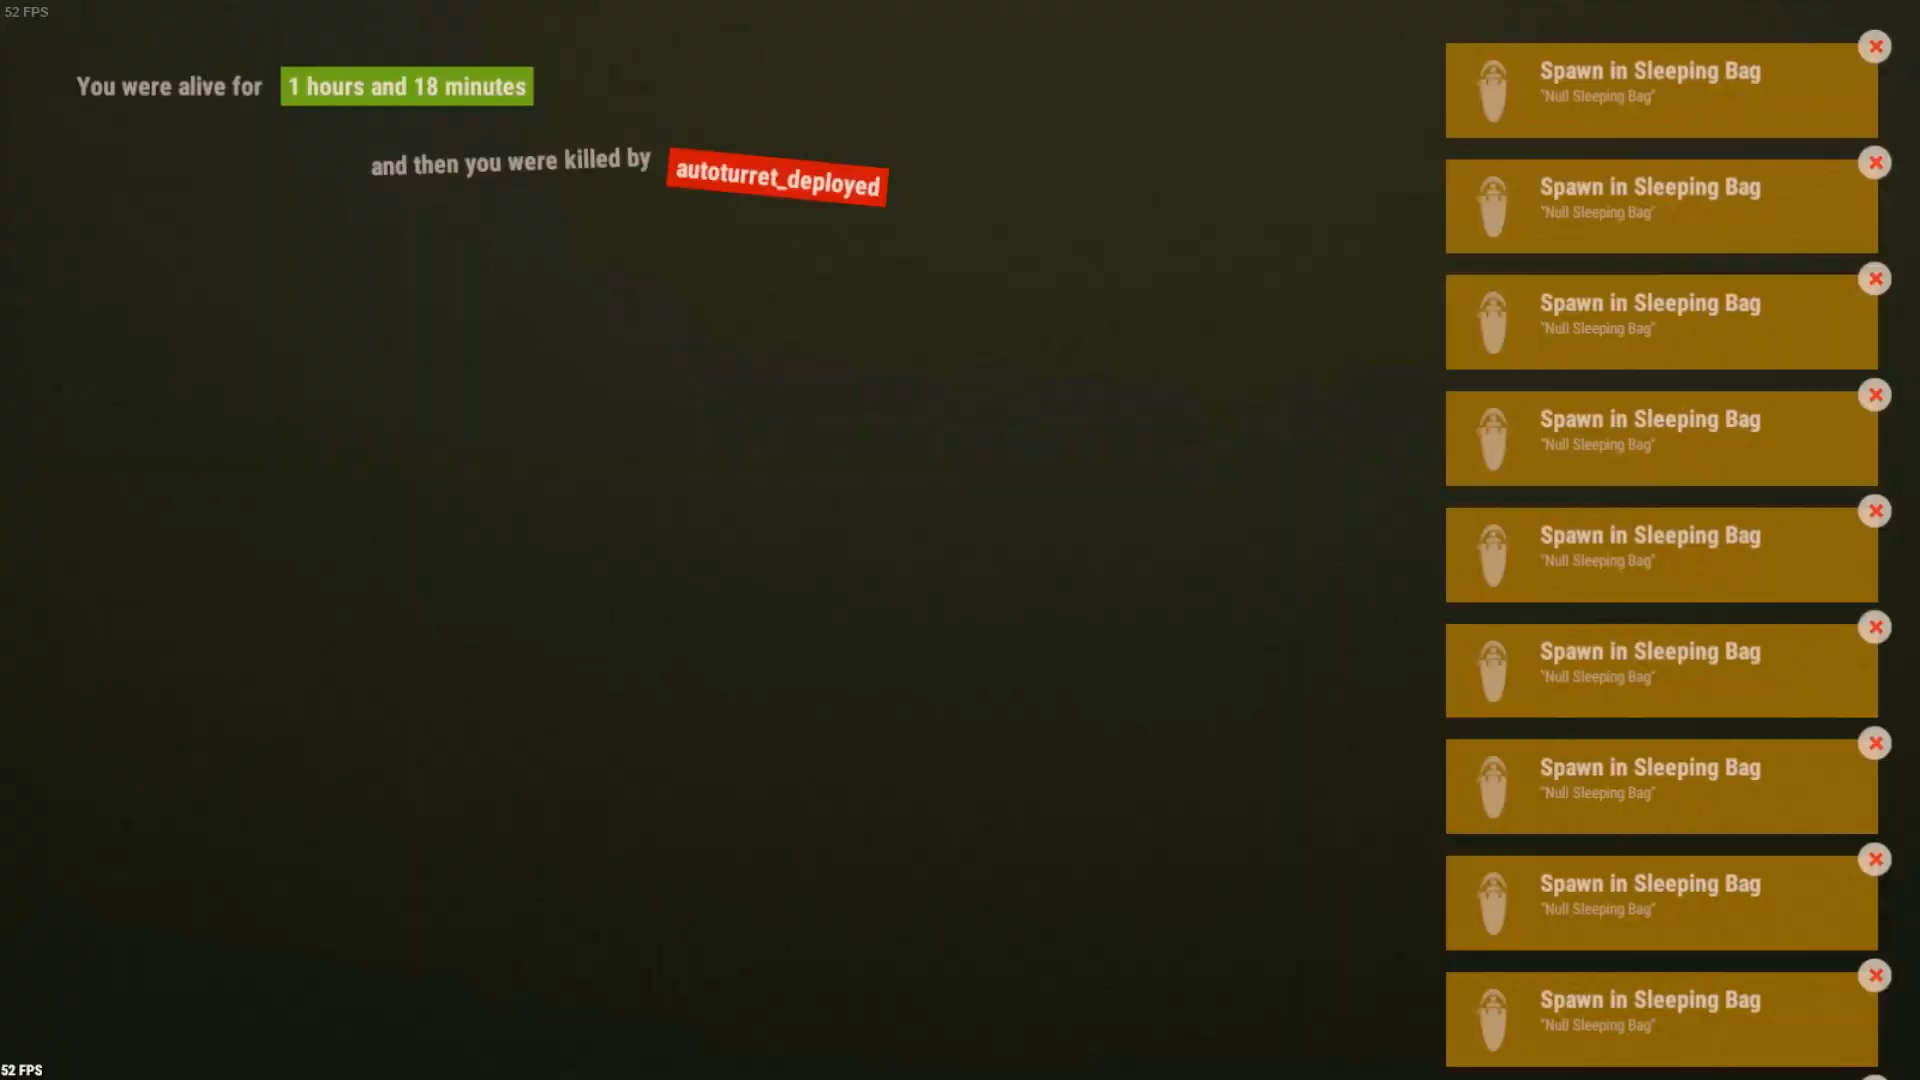 52 FPS
You were alive for 1 hours and 18 minutes
and then you were killed by autoturret_deployed
Spawn in Sleeping Bag
"Null Sleeping Bag"
Spawn in Sleeping Bag
"Null Sleeping Bag"
Spawn in Sleeping Bag
"Null Sleeping Bag"
Spawn in Sleeping Bag
"Null Sleeping Bag"
Spawn in Sleeping Bag
"Null Sleeping Bag"
Spawn in Sleeping Bag
"Null Sleeping Bag"
Spawn in Sleeping Bag
"Null Sleeping Bag"
Spawn in Sleeping Bag
"Null Sleeping Bag"
Spawn in Sleeping Bag
"Null Sleeping Bag"
52 FPS